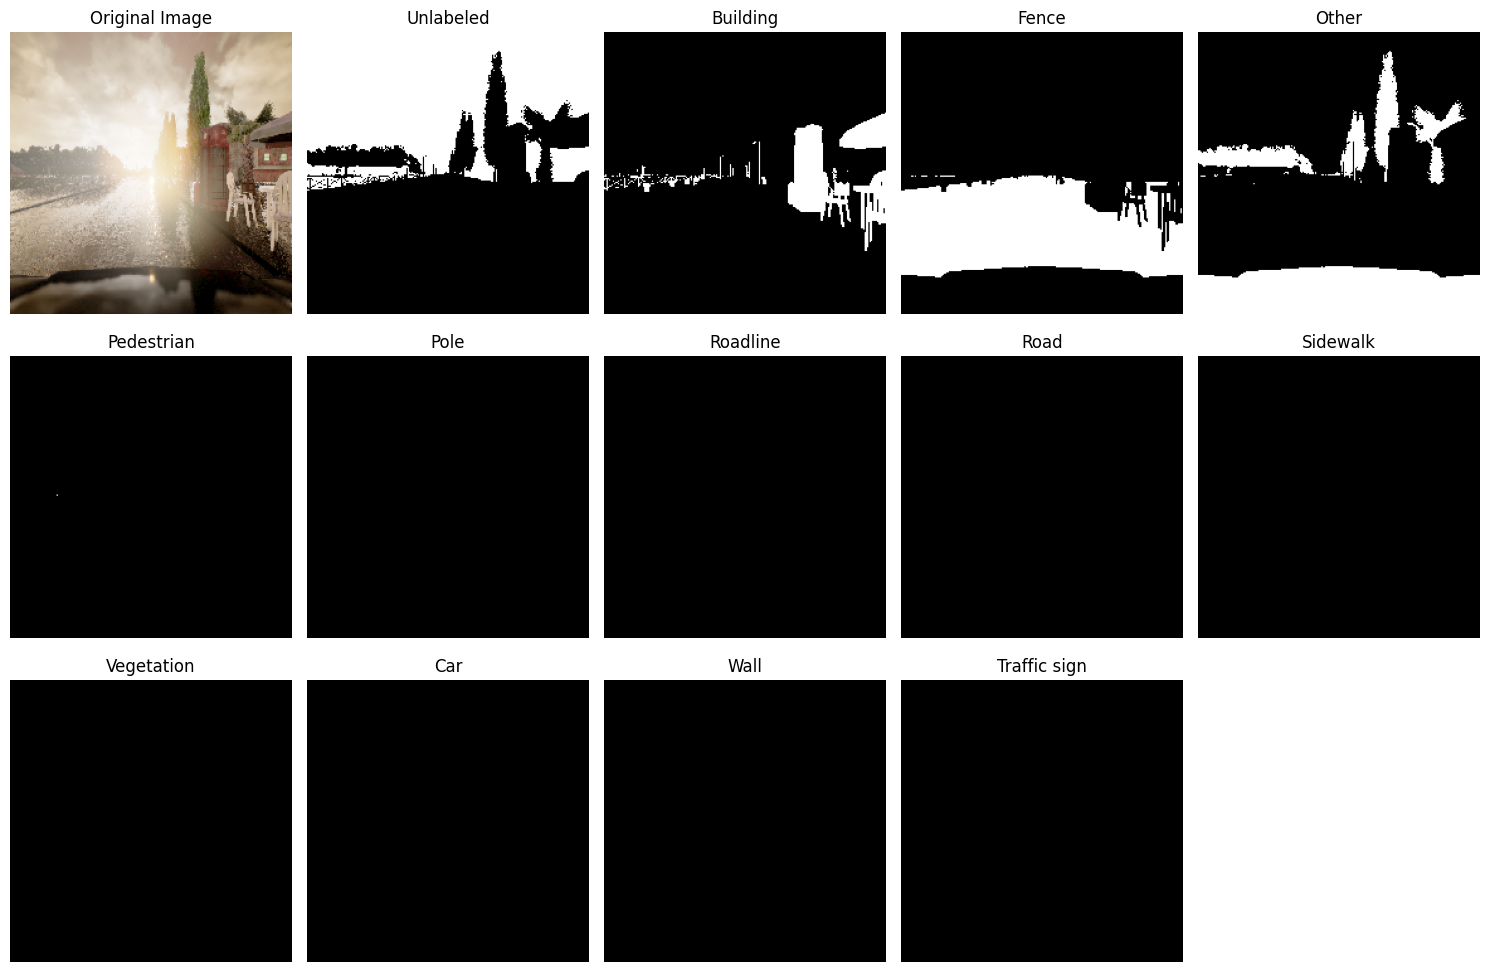 Original Image
Unlabeled
Building
Fence
Other
Pedestrian
Pole
Roadline
Road
Sidewalk
Vegetation
Car
Wall
Traffic sign